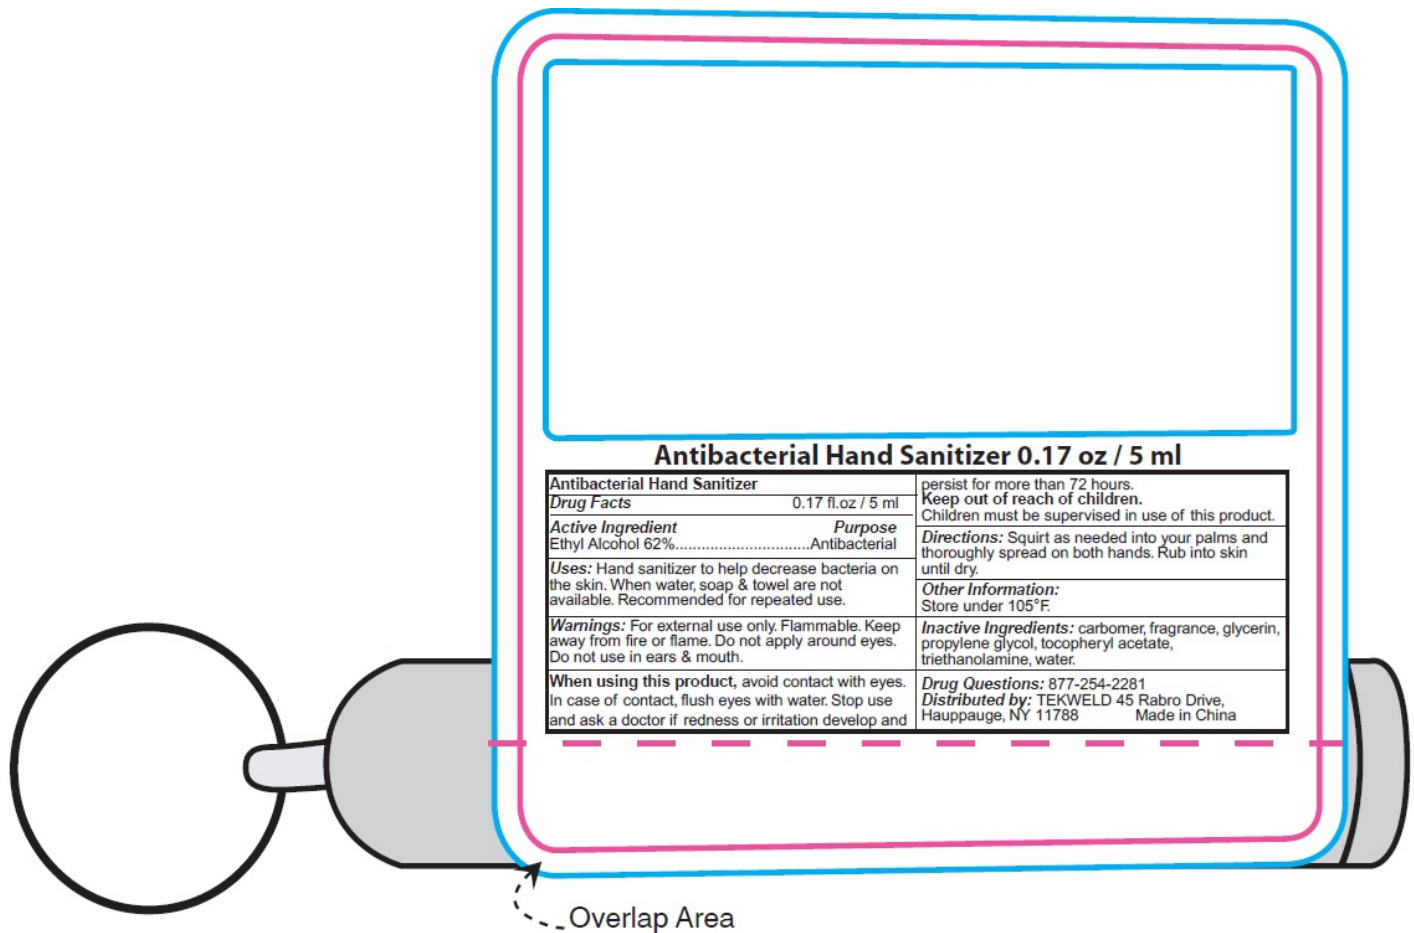 Antibacterial Hand Sanitizer 0.17 oz / 5 ml
Antibacterial Hand Sanitizer
Drug Facts 0.17 fl.oz / 5 ml
Active Ingredient Purpose
Ethyl Alcohol 62%...............................Antibacterial
Uses: Hand sanitizer to help decrease bacteria on
the skin. When water, soap & towel are not
available. Recommended for repeated use.
Warnings: For external use only. Flammable. Keep
away from fire or flame. Do not apply around eyes.
Do not use in ears & mouth.
When using this product, avoid contact with eyes.
In case of contact, flush eyes with water. Stop use
and ask a doctor if redness or irritation develop and
persist for more than 72 hours.
Keep out of reach of children.
Children must be supervised in use of this product.
Directions: Squirt as needed into your palms and
thoroughly spread on both hands. Rub into skin
until dry.
Other Information:
Store under 105°F.
Inactive Ingredients: carbomer, fragrance, glycerin,
propylene glycol, tocopheryl acetate,
triethanolamine, water.
Drug Questions: 877-254-2281
Distributed by: TEKWELD 45 Rabro Drive,
Hauppauge, NY 11788 Made in China
Overlap Area